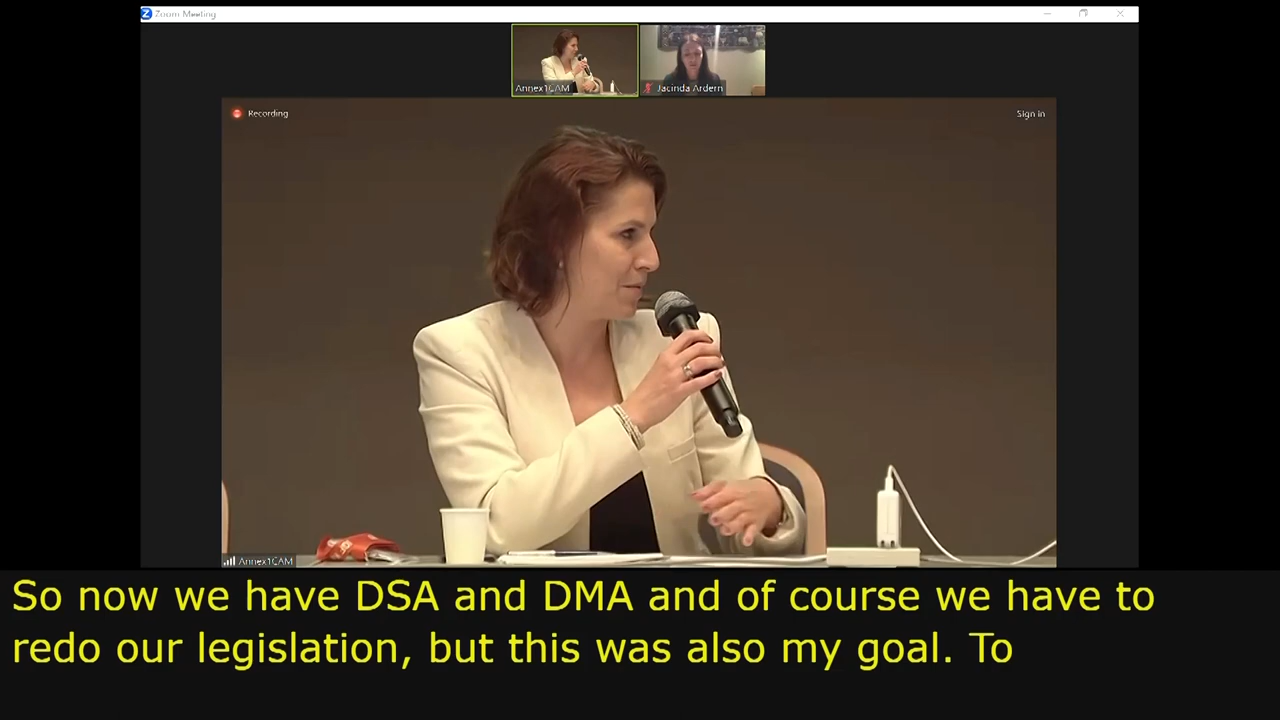 Zoom Meeting
Annex1CAM
Jacinda Ardern
Recording
Sign in
Annex1CAM
So now we have DSA and DMA and of course we have to
redo our legislation, but this was also my goal. To